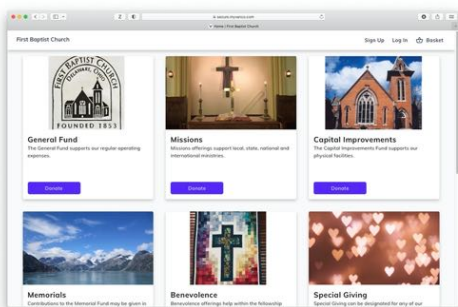 secure.myvanco.com
Home | First Baptist Church
First Baptist Church
Sign Up
Log In
Basket
FIRST BAPTIST CHURCH
FOUNDED 1853
General Fund
The General Fund supports our regular operating
expenses.
Donate
Missions
Missions offerings support local, state, national and
international ministries.
Donate
Capital Improvements
The Capital Improvements Fund supports our
physical facilities.
Donate
Memorials
Contributions to the Memorial Fund may be given in
Benevolence
Benevolence offerings help within the fellowship
Special Giving
Special Giving can be designated for any of our